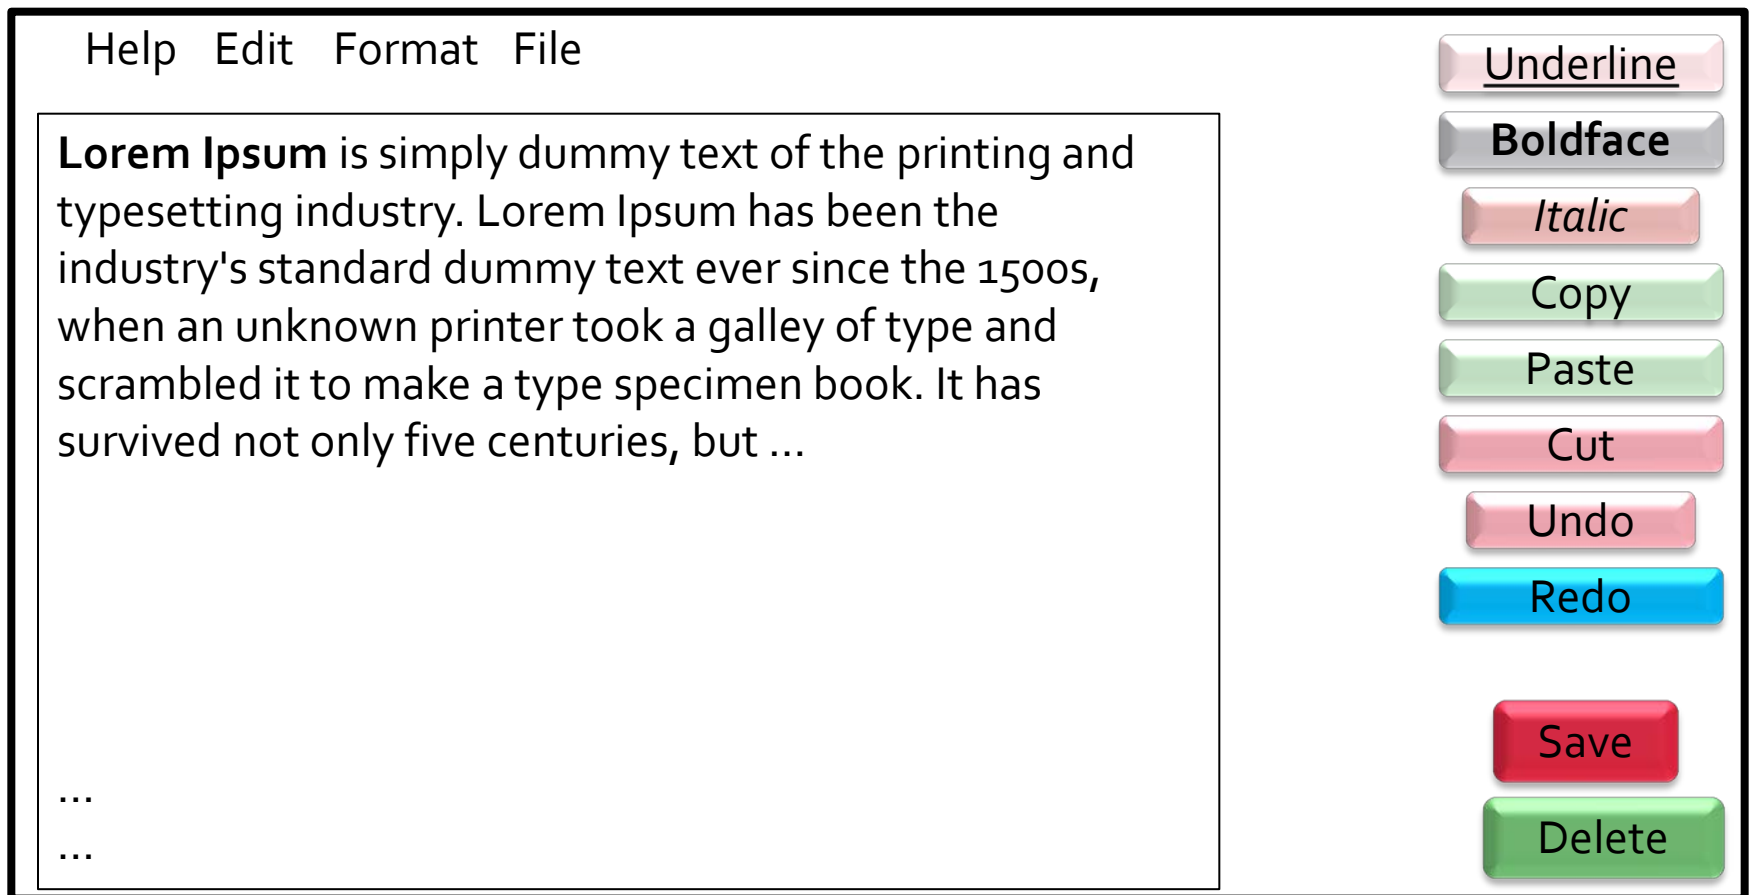 Help Edit Format File
Lorem Ipsum is simply dummy text of the printing and
typesetting industry. Lorem Ipsum has been the
industry's standard dummy text ever since the 1500s,
when an unknown printer took a galley of type and
scrambled it to make a type specimen book. It has
survived not only five centuries, but ...
...
...
Underline
Boldface
Italic
Copy
Paste
Cut
Undo
Redo
Save
Delete